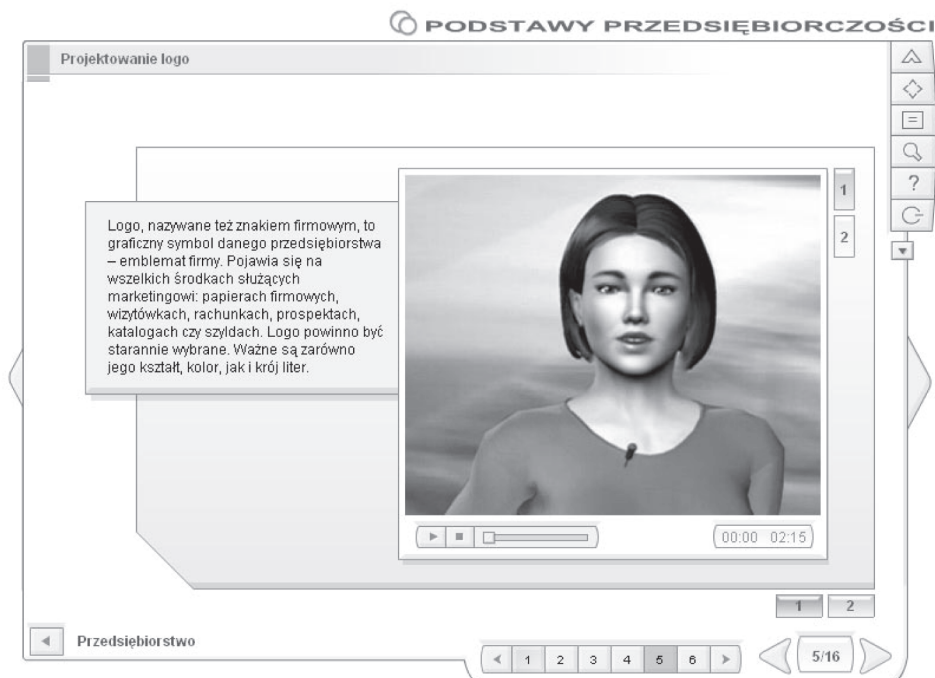 PODSTAWY PRZEDSIĘBIORCZOŚCI
Projektowanie logo
Logo, nazywane też znakiem firmowym, to
graficzny symbol danego przedsiębiorstwa
– emblemat firmy. Pojawia się na
wszelkich środkach służących
marketingowi: papierach firmowych,
wizytówkach, rachunkach, prospektach,
katalogach czy szyldach. Logo powinno być
starannie wybrane. Ważne są zarówno
jego kształt, kolor, jak i krój liter.
1
2
?
00:00 02:15
1 2
Przedsiębiorstwo
1 2 3 4 5 6
5/16